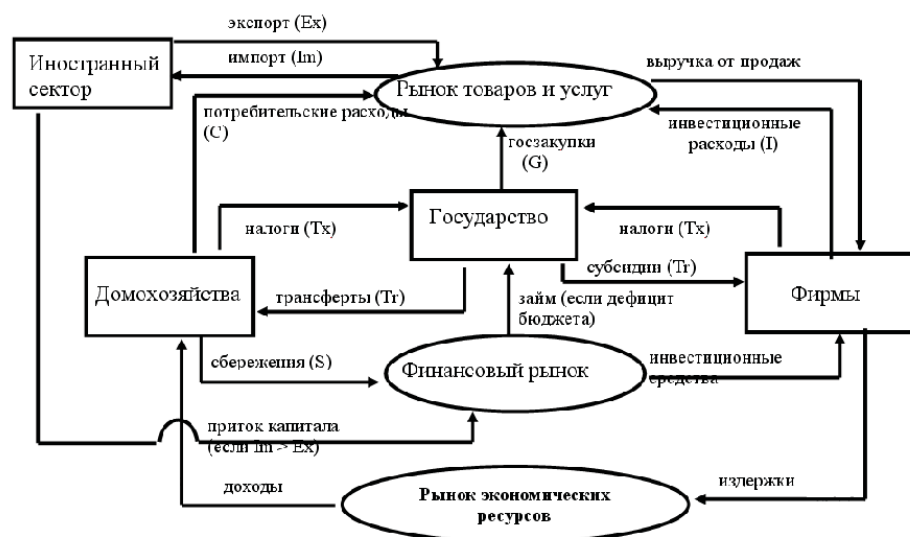 экспорт (Ex)
импорт (Im)
Иностранный
сектор
Рынок товаров и услуг
выручка от продаж
потребительские расходы
(C)
госзакупки
(G)
инвестиционные
расходы (I)
Государство
налоги (Tx)
налоги (Tx)
субсидии (Tr)
Домохозяйства
трансферты (Tr)
займ (если дефицит
бюджета)
Фирмы
сбережения (S)
Финансовый рынок
инвестиционные
средства
приток капитала
(если Im > Ex)
доходы
Рынок экономических
ресурсов
издержки